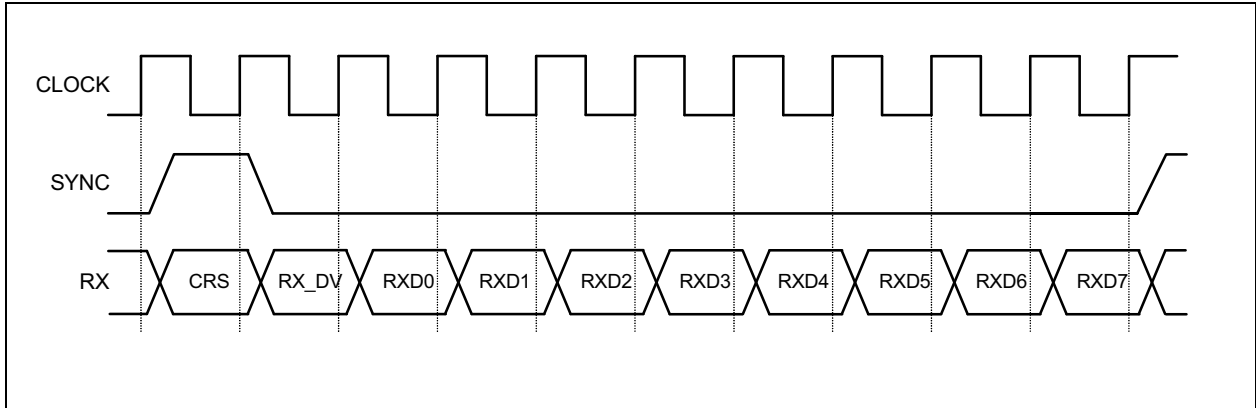 CLOCK
SYNC
RX CRS RX_DV RXD0 RXD1 RXD2 RXD3 RXD4 RXD5 RXD6 RXD7